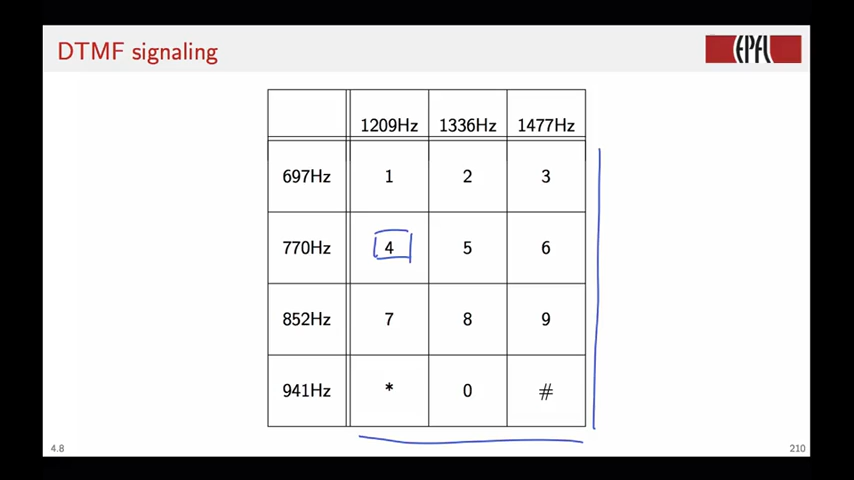 DTMF signaling
EPFL
1209Hz 1336Hz 1477Hz
697Hz 1 2 3
770Hz 4 5 6
852Hz 7 8 9
941Hz * 0 #
4.8
210